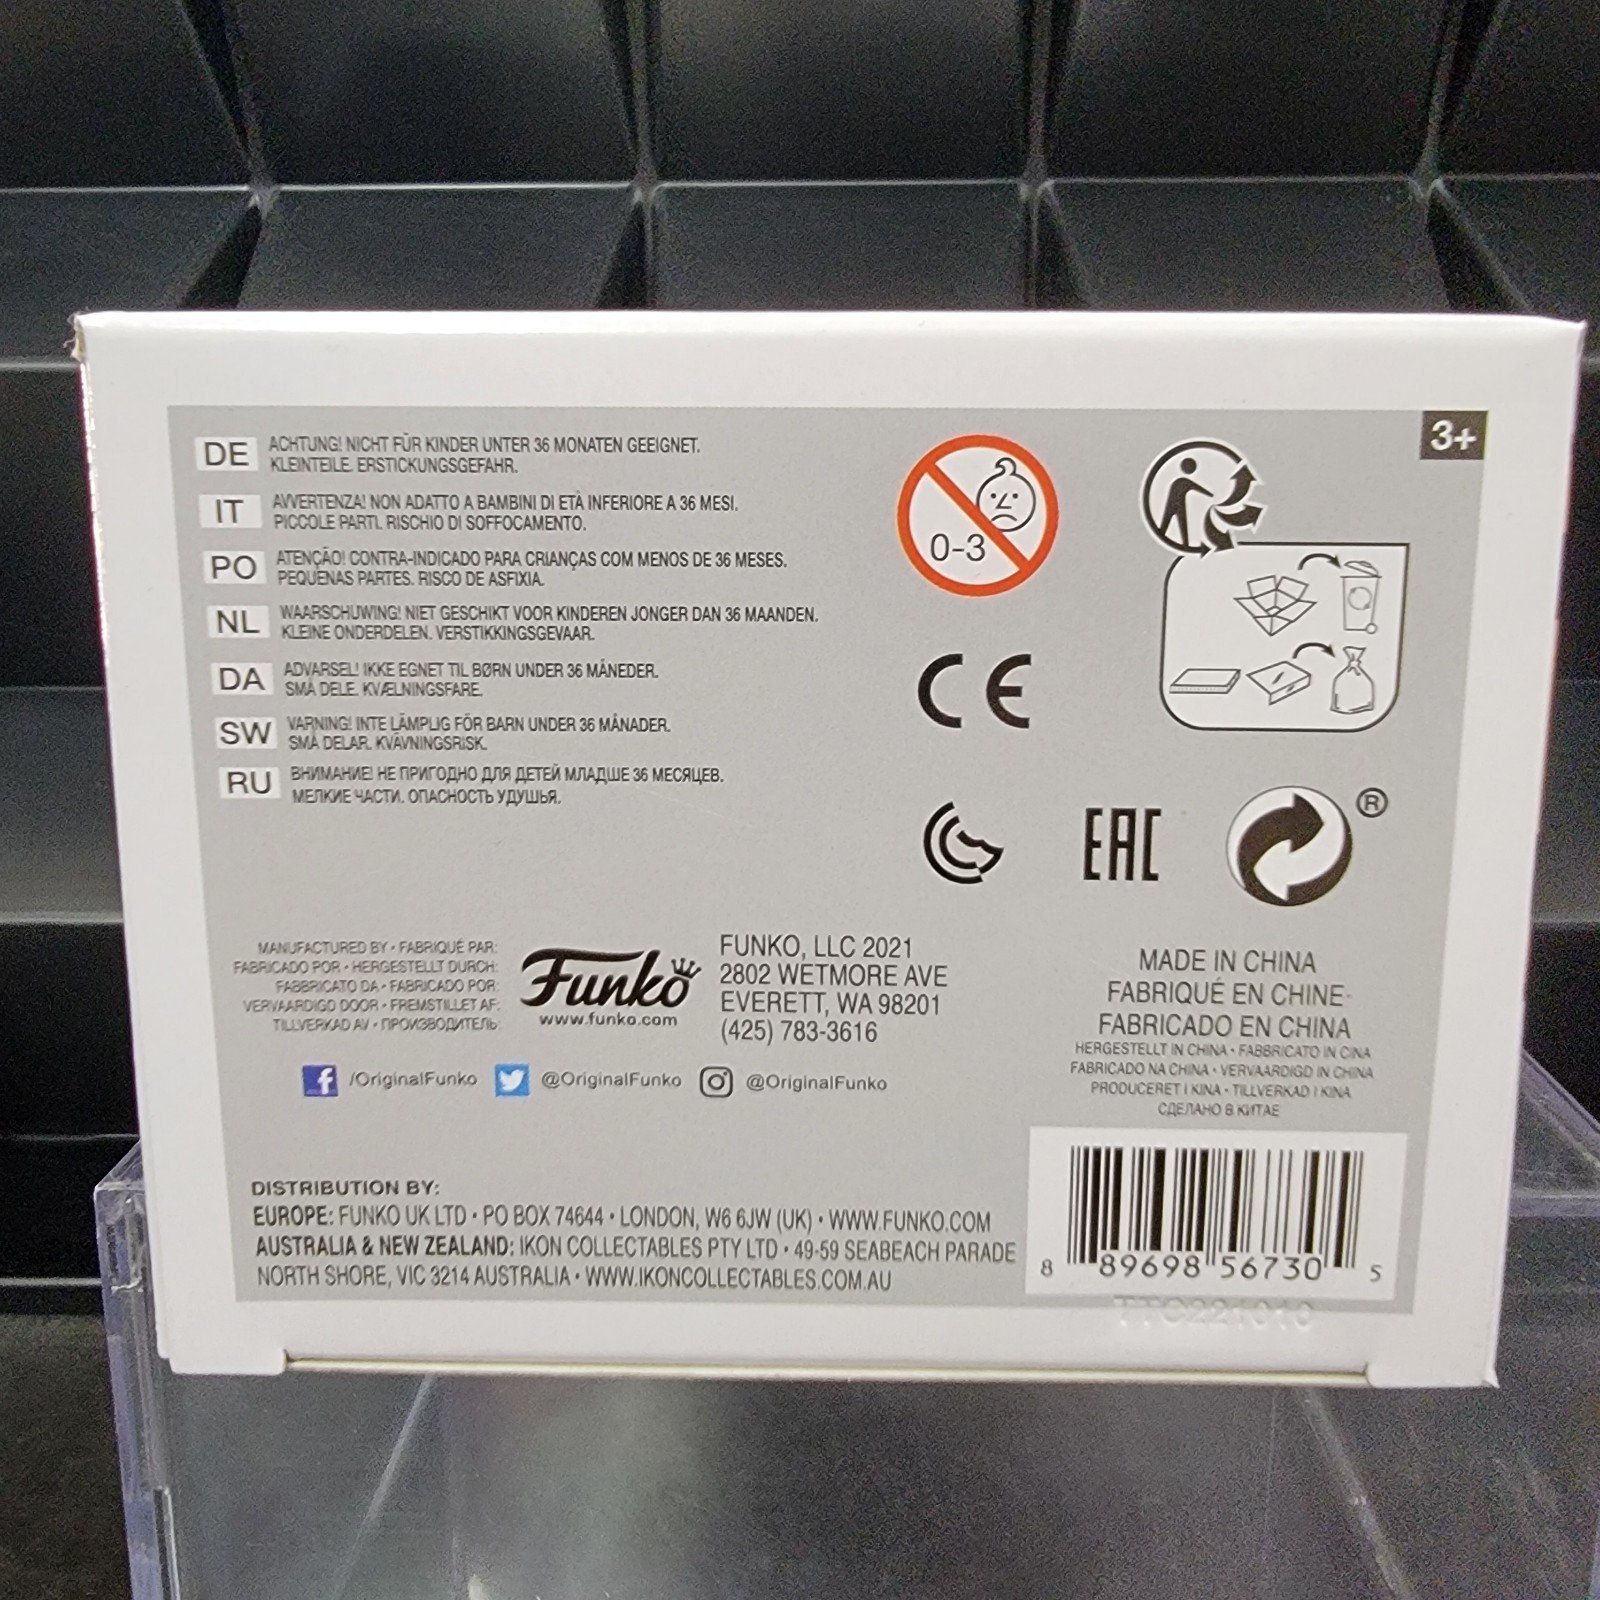 3+
DE ACHTUNG! NICHT FÜR KINDER UNTER 36 MONATEN GEEIGNET.
KLEINTEILE. ERSTICKUNGSGEFAHR.
IT AVVERTENZA! NON ADATTO A BAMBINI DI ETÀ INFERIORE A 36 MESI.
PICCOLE PARTI. RISCHIO DI SOFFOCAMENTO.
PO ATENÇÃO! CONTRA-INDICADO PARA CRIANÇAS COM MENOS DE 36 MESES.
PEQUENAS PARTES. RISCO DE ASFIXIA.
NL WAARSCHUWING! NIET GESCHIKT VOOR KINDEREN JONGER DAN 36 MAANDEN.
KLEINE ONDERDELEN. VERSTIKKINGSGEVAAR.
DA ADVARSEL! IKKE EGNET TIL BØRN UNDER 36 MÅNEDER.
SMÅ DELE. KVÆLNINGSFARE.
SW VARNING! INTE LÄMPLIG FÖR BARN UNDER 36 MÅNADER.
SMÅ DELAR. KVÄVNINGSRISK.
RU ВНИМАНИЕ! НЕ ПРИГОДНО ДЛЯ ДЕТЕЙ МЛАДШЕ 36 МЕСЯЦЕВ.
МЕЛКИЕ ЧАСТИ. ОПАСНОСТЬ УДУШЬЯ.
0-3
CE
EAC
®
MANUFACTURED BY • FABRIQUÉ PAR:
FABRICADO POR • HERGESTELLT DURCH:
FABBRICATO DA • FABRICADO POR:
VERVAARDIGD DOOR • FREMSTILLET AF:
TILLVERKAD AV • ПРОИЗВОДИТЕЛЬ:
Funko
www.funko.com
FUNKO, LLC 2021
2802 WETMORE AVE
EVERETT, WA 98201
(425) 783-3616
/OriginalFunko @OriginalFunko @OriginalFunko
MADE IN CHINA
FABRIQUÉ EN CHINE
FABRICADO EN CHINA
HERGESTELLT IN CHINA • FABBRICATO IN CINA
FABRICADO NA CHINA • VERVAARDIGD IN CHINA
PRODUCERET I KINA • TILLVERKAD I KINA
СДЕЛАНО В КИТАЕ
DISTRIBUTION BY:
EUROPE: FUNKO UK LTD • PO BOX 74644 • LONDON, W6 6JW (UK) • WWW.FUNKO.COM
AUSTRALIA & NEW ZEALAND: IKON COLLECTABLES PTY LTD • 49-59 SEABEACH PARADE
NORTH SHORE, VIC 3214 AUSTRALIA • WWW.IKONCOLLECTABLES.COM.AU
8 89698 56730 5
TTC221010